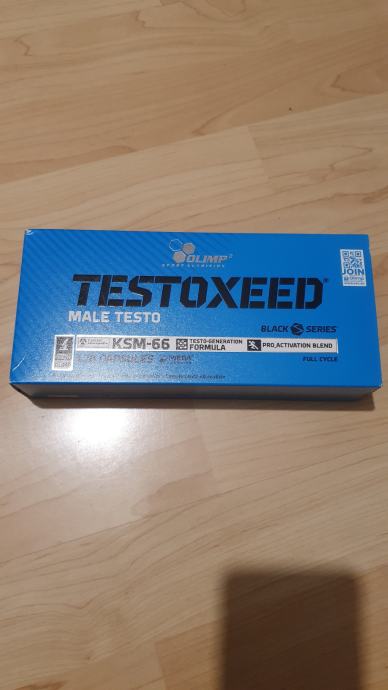 OLIMP
SPORT NUTRITION
JOIN
TESTOXEED®
MALE TESTO
BLACK S SERIES
KSM-66
TESTO-GENERATION
FORMULA
PRO_ACTIVATION BLEND
CAPSULES MEGA
FULL CYCLE